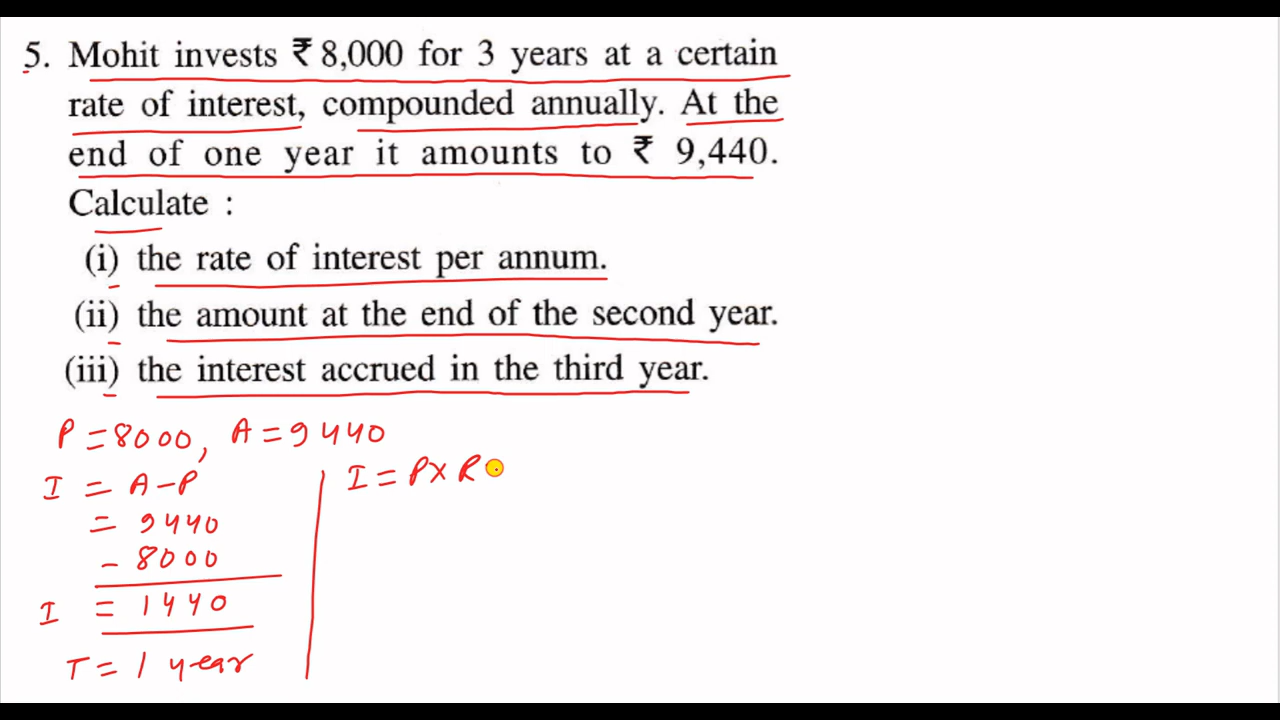 5. Mohit invests ₹ 8,000 for 3 years at a certain
rate of interest, compounded annually. At the
end of one year it amounts to ₹ 9,440.
Calculate :
(i) the rate of interest per annum.
(ii) the amount at the end of the second year.
(iii) the interest accrued in the third year.
P = 8000, A = 9440
I = A - P
= 9440
- 8000
I = 1440
T = 1 year
I = P × R